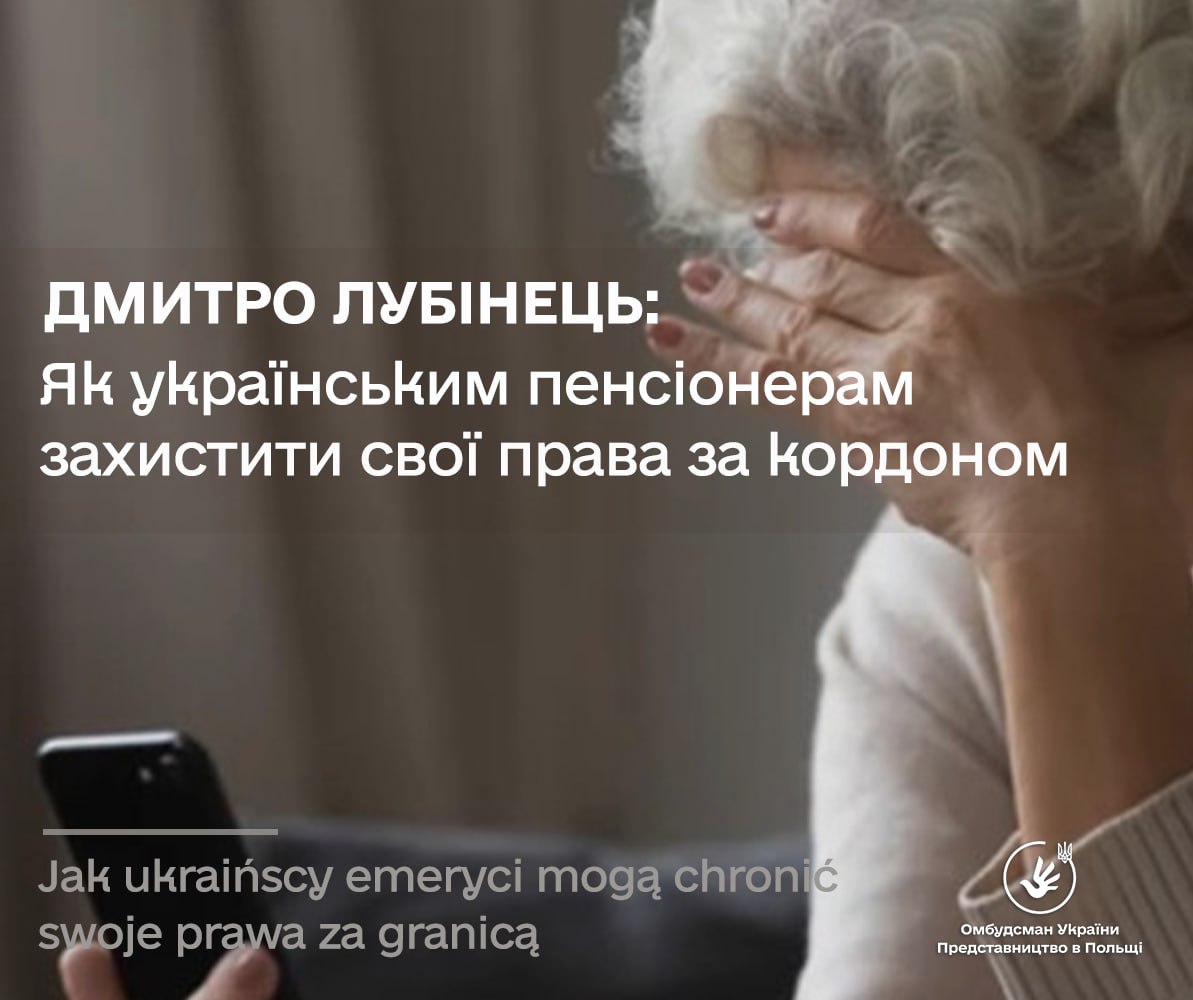 ДМИТРО ЛУБІНЕЦЬ:
Як українським пенсіонерам
захистити свої права за кордоном
Jak ukraińscy emeryci mogą chronić
swoje prawa za granicą
Омбудсман України
Представництво в Польщі